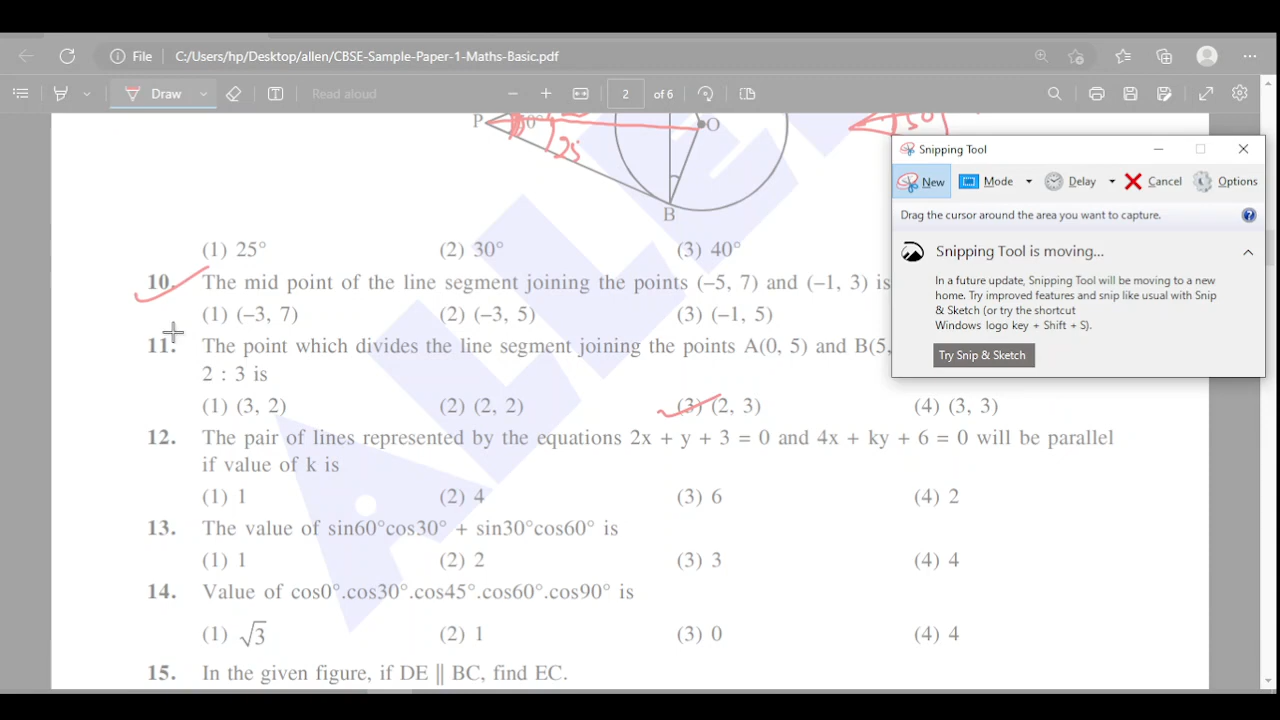 File C:/Users/hp/Desktop/allen/CBSE-Sample-Paper-1-Maths-Basic.pdf
Draw Read aloud 2 of 6
P O
25
50
B
Snipping Tool
New Mode Delay Cancel Options
Drag the cursor around the area you want to capture.
Snipping Tool is moving...
In a future update, Snipping Tool will be moving to a new
home. Try improved features and snip like usual with Snip
& Sketch (or try the shortcut
Windows logo key + Shift + S).
Try Snip & Sketch
(1) 25° (2) 30° (3) 40°
10. The mid point of the line segment joining the points (–5, 7) and (–1, 3) is
(1) (–3, 7) (2) (–3, 5) (3) (–1, 5)
11. The point which divides the line segment joining the points A(0, 5) and B(5,
2 : 3 is
(1) (3, 2) (2) (2, 2) (3) (2, 3) (4) (3, 3)
12. The pair of lines represented by the equations 2x + y + 3 = 0 and 4x + ky + 6 = 0 will be parallel
if value of k is
(1) 1 (2) 4 (3) 6 (4) 2
13. The value of sin60°cos30° + sin30°cos60° is
(1) 1 (2) 2 (3) 3 (4) 4
14. Value of cos0°.cos30°.cos45°.cos60°.cos90° is
(1) √3 (2) 1 (3) 0 (4) 4
15. In the given figure, if DE || BC, find EC.
ALLE